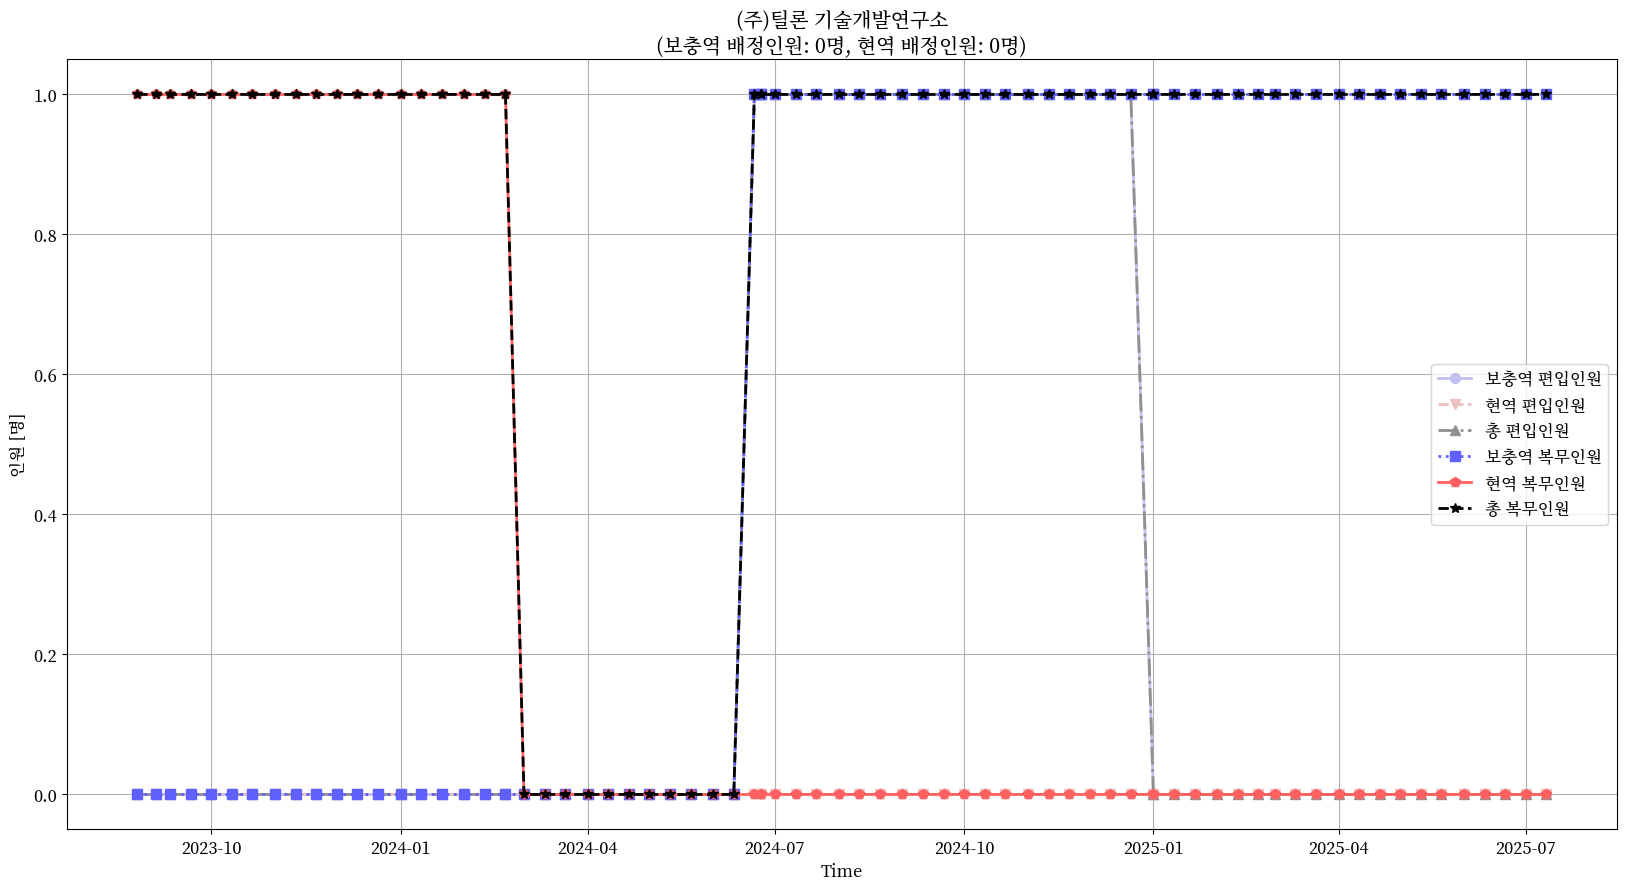 (주)틸론 기술개발연구소
(보충역 배정인원: 0명, 현역 배정인원: 0명)
인원 [명]
1.0
0.8
0.6
0.4
0.2
0.0
보충역 편입인원
현역 편입인원
총 편입인원
보충역 복무인원
현역 복무인원
총 복무인원
2023-10 2024-01 2024-04 2024-07 2024-10 2025-01 2025-04 2025-07
Time